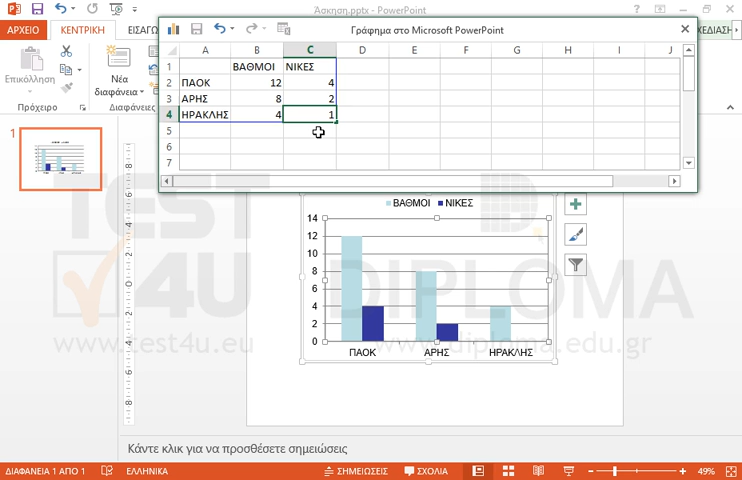 Άσκηση.pptx - PowerPoint
ΑΡΧΕΙΟ
ΚΕΝΤΡΙΚΗ
ΕΙΣΑΓΩ
ΧΕΔΙΑΣΗ
Γράφημα στο Microsoft PowerPoint
Επικόλληση
Νέα
διαφάνεια
Πρόχειρο
Διαφάνειες
A B C D E F G H I J
1 ΒΑΘΜΟΙ ΝΙΚΕΣ
2 ΠΑΟΚ 12 4
3 ΑΡΗΣ 8 2
4 ΗΡΑΚΛΗΣ 4 1
5
6
7
1
ΒΑΘΜΟΙ ΝΙΚΕΣ
14
12
10
8
6
4
2
0
ΠΑΟΚ ΑΡΗΣ ΗΡΑΚΛΗΣ
TEST
4U
DIPLOMA
www.test4u.eu
www.diploma.edu.gr
Κάντε κλικ για να προσθέσετε σημειώσεις
ΔΙΑΦΑΝΕΙΑ 1 ΑΠΟ 1 ΕΛΛΗΝΙΚΑ ΣΗΜΕΙΩΣΕΙΣ ΣΧΟΛΙΑ 49%